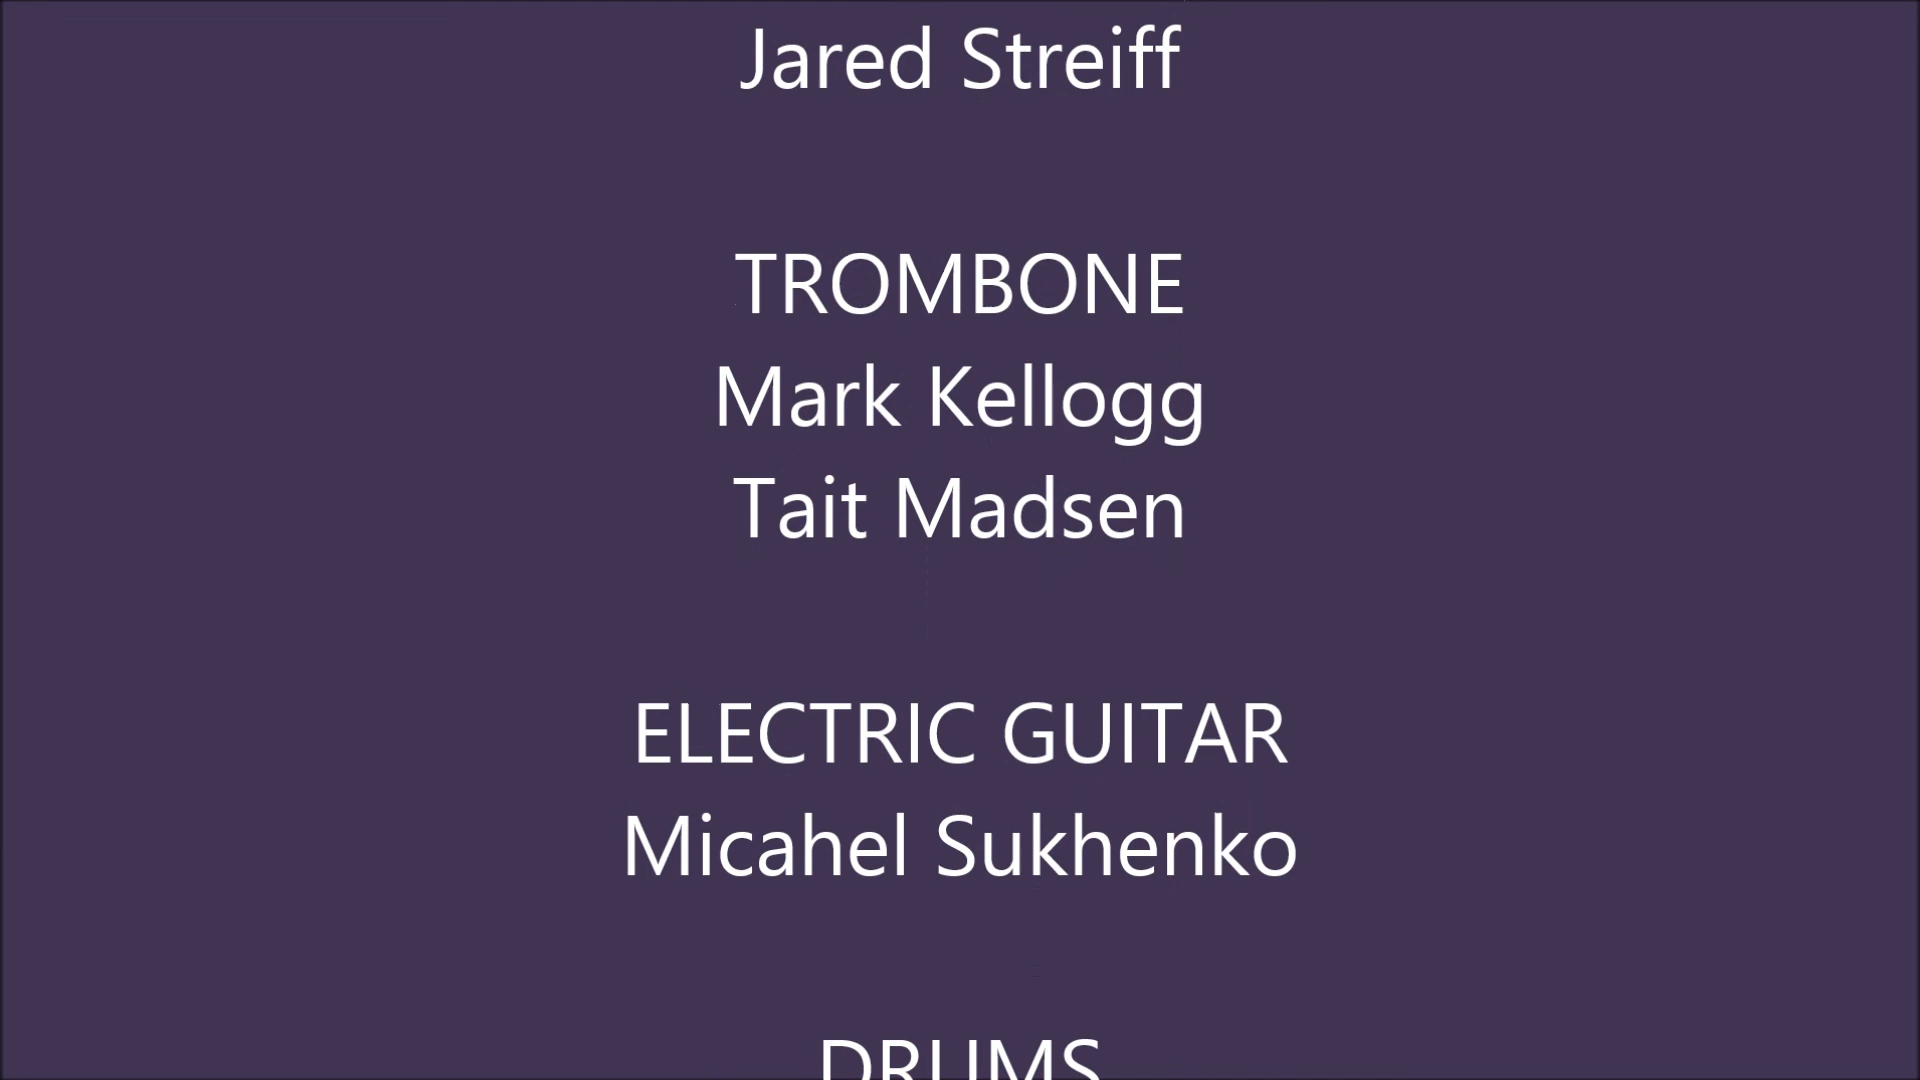 Jared Streiff
TROMBONE
Mark Kellogg
Tait Madsen
ELECTRIC GUITAR
Micahel Sukhenko
DRUMS